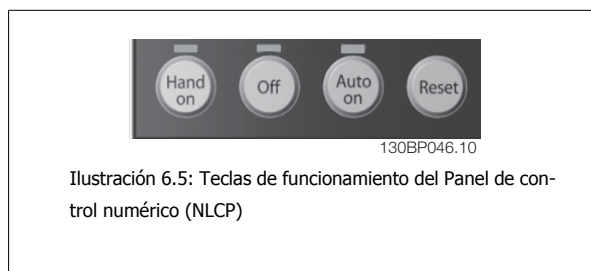 Hand
on
Off
Auto
on
Reset
130BP046.10
Ilustración 6.5: Teclas de funcionamiento del Panel de con-
trol numérico (NLCP)